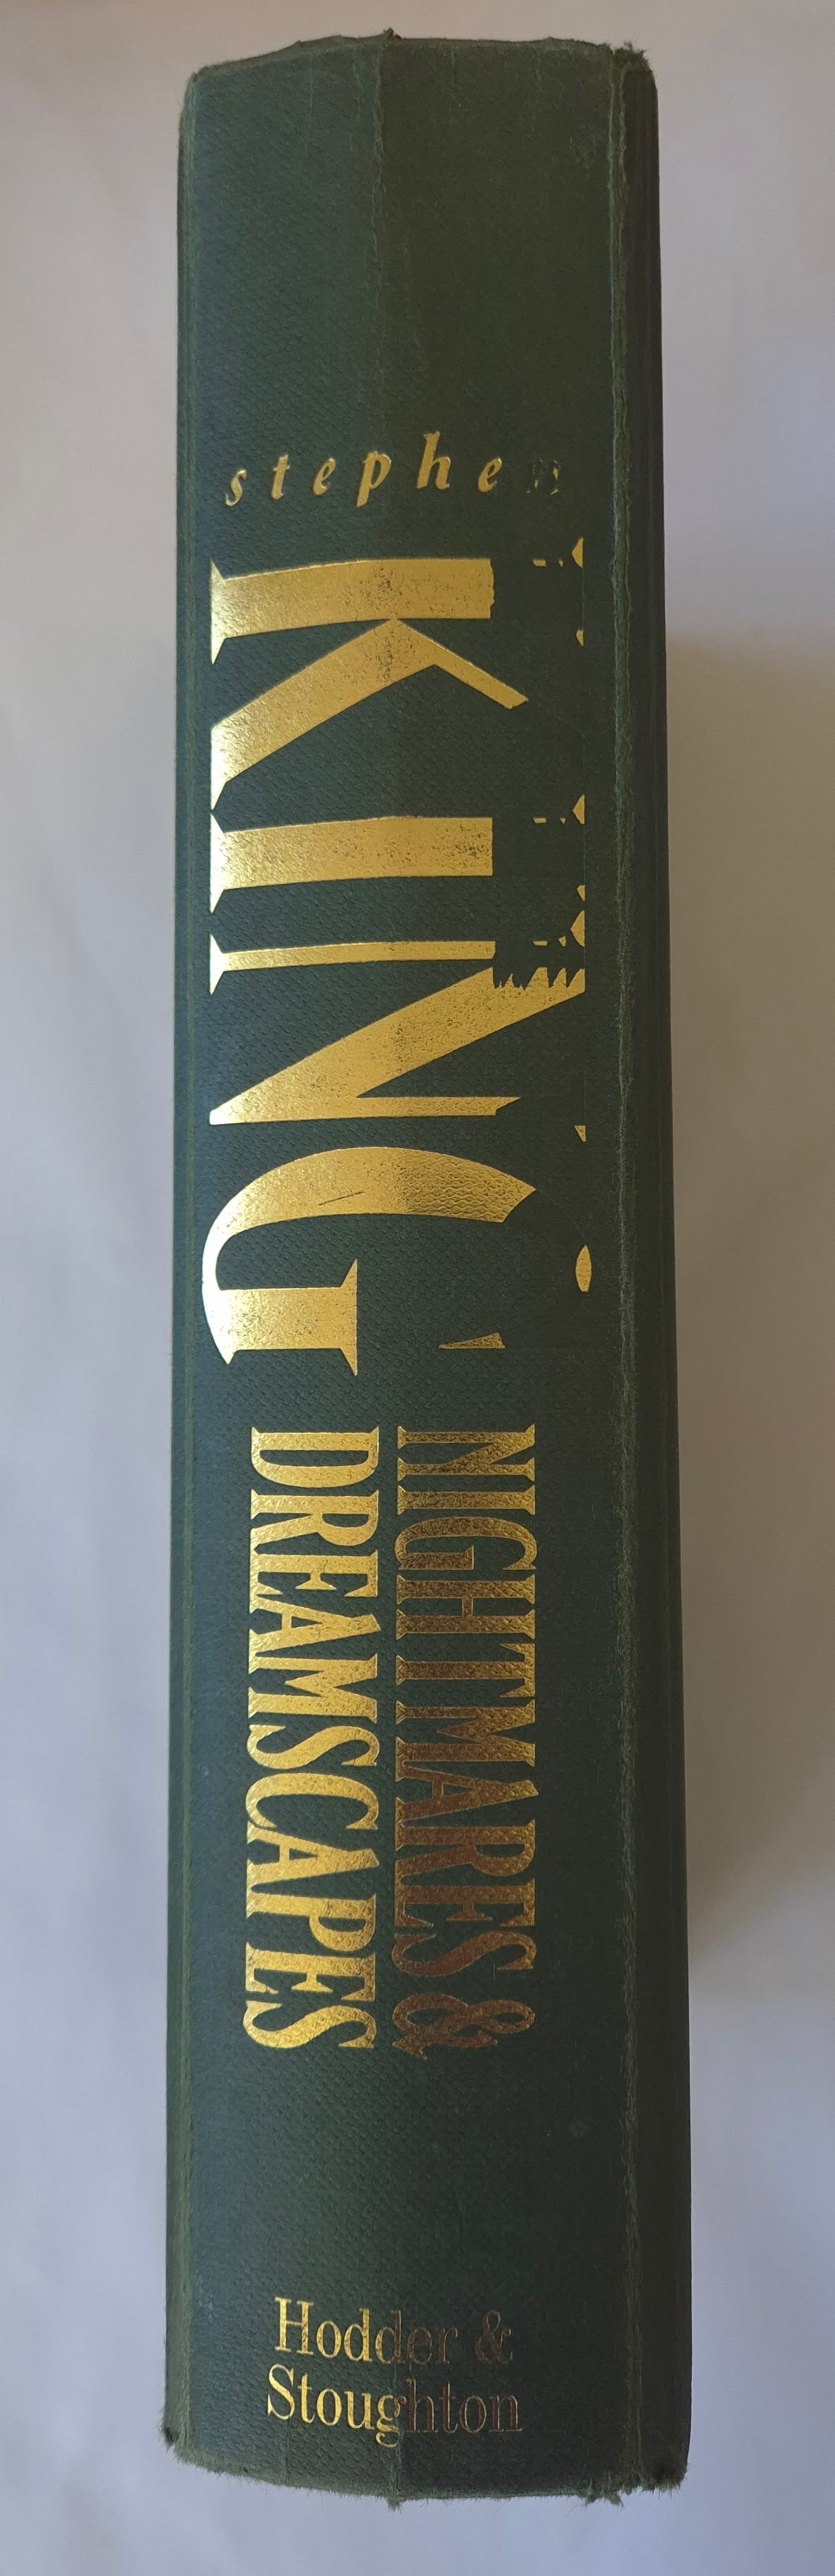 stephen
KING
NIGHTMARES &
DREAMSCAPES
Hodder &
Stoughton